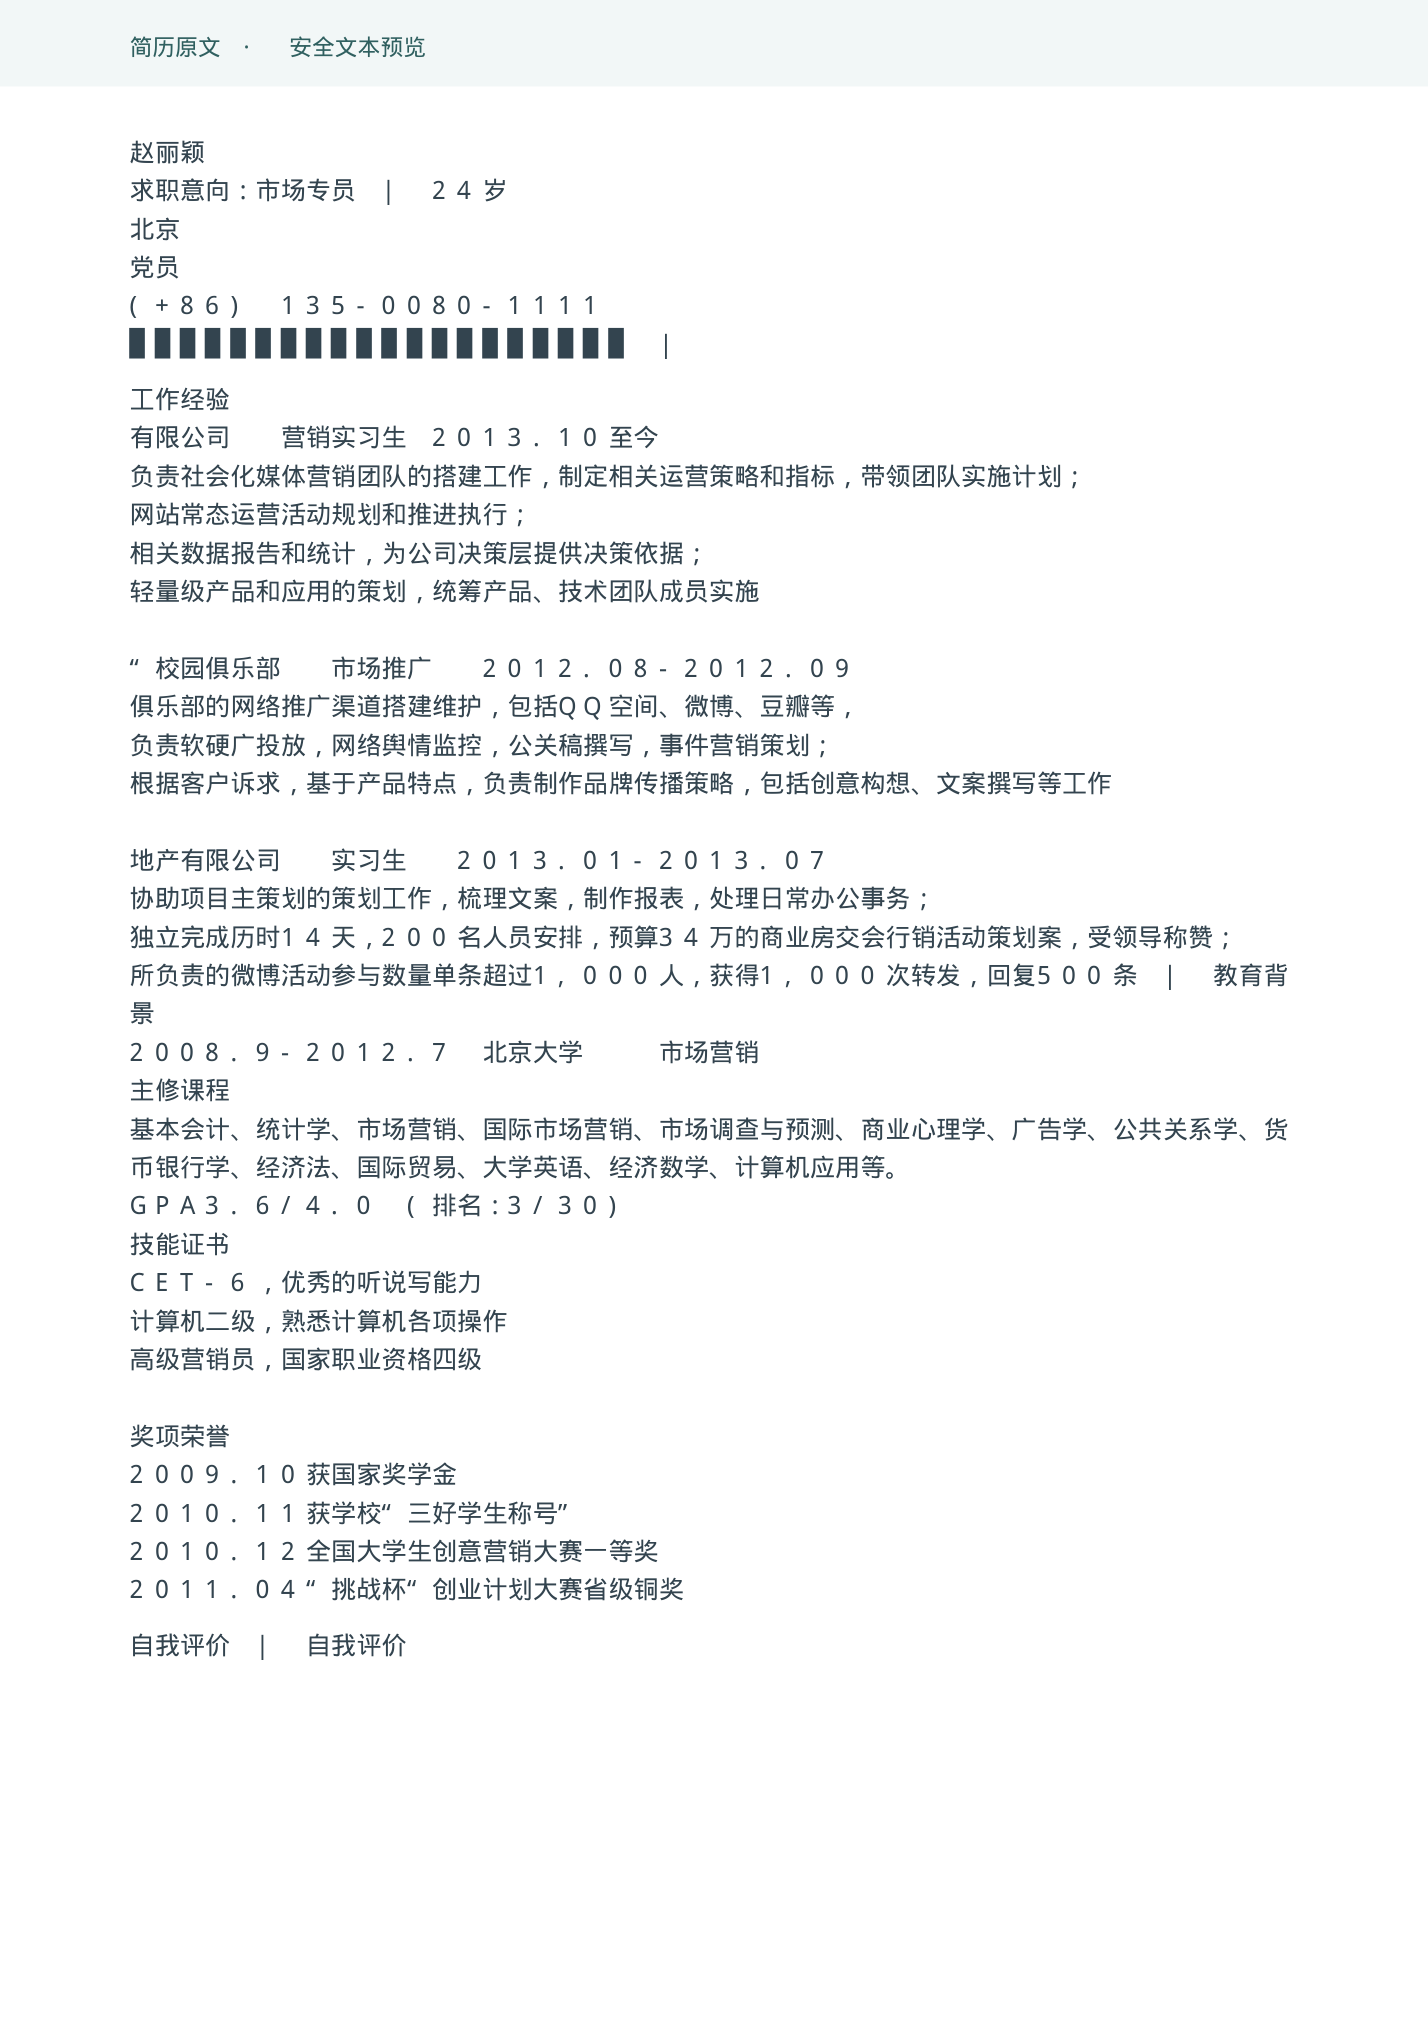 简历原文 · 安全文本预览
赵丽颖
求职意向：市场专员 | 24岁
北京
党员
(+86) 135-0080-1111
████████████████████ |
工作经验
有限公司 营销实习生 2013.10至今
负责社会化媒体营销团队的搭建工作，制定相关运营策略和指标，带领团队实施计划；
网站常态运营活动规划和推进执行；
相关数据报告和统计，为公司决策层提供决策依据；
轻量级产品和应用的策划，统筹产品、技术团队成员实施
“校园俱乐部 市场推广 2012.08-2012.09
俱乐部的网络推广渠道搭建维护，包括QQ空间、微博、豆瓣等，
负责软硬广投放，网络舆情监控，公关稿撰写，事件营销策划；
根据客户诉求，基于产品特点，负责制作品牌传播策略，包括创意构想、文案撰写等工作
地产有限公司 实习生 2013.01-2013.07
协助项目主策划的策划工作，梳理文案，制作报表，处理日常办公事务；
独立完成历时14天，200名人员安排，预算34万的商业房交会行销活动策划案，受领导称赞；
所负责的微博活动参与数量单条超过1,000人，获得1,000次转发，回复500条 | 教育背
景
2008.9-2012.7 北京大学 市场营销
主修课程
基本会计、统计学、市场营销、国际市场营销、市场调查与预测、商业心理学、广告学、公共关系学、货
币银行学、经济法、国际贸易、大学英语、经济数学、计算机应用等。
GPA3.6/4.0 (排名：3/30)
技能证书
CET-6，优秀的听说写能力
计算机二级，熟悉计算机各项操作
高级营销员，国家职业资格四级
奖项荣誉
2009.10获国家奖学金
2010.11获学校“三好学生称号”
2010.12全国大学生创意营销大赛一等奖
2011.04“挑战杯“创业计划大赛省级铜奖
自我评价 | 自我评价